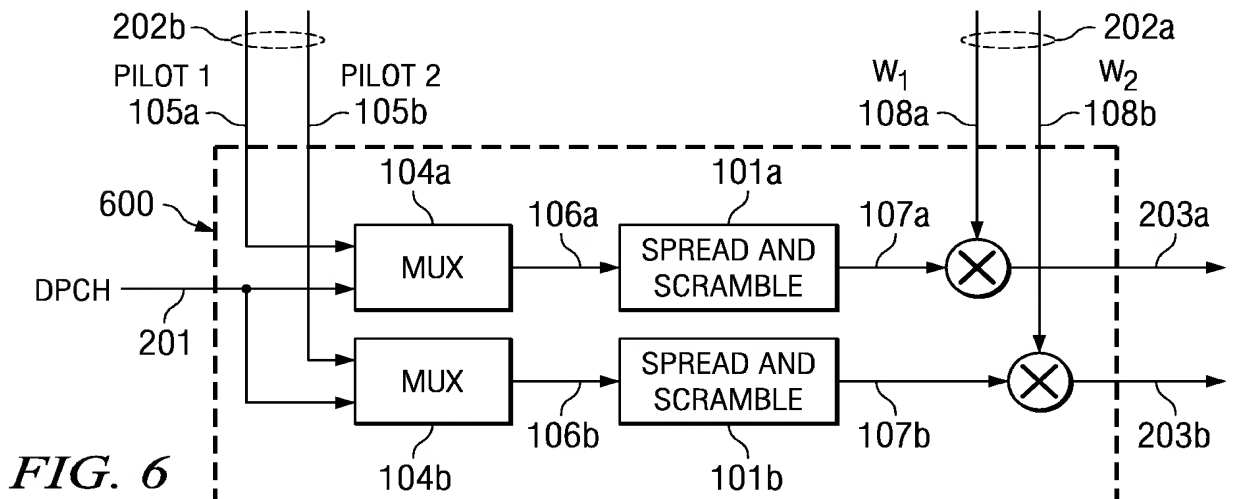 202b
202a
PILOT 1
PILOT 2
W1
W2
105a
105b
108a
108b
104a
101a
600
106a
107a
203a
MUX
SPREAD AND
SCRAMBLE
DPCH
201
MUX
SPREAD AND
SCRAMBLE
106b
107b
203b
104b
101b
FIG. 6